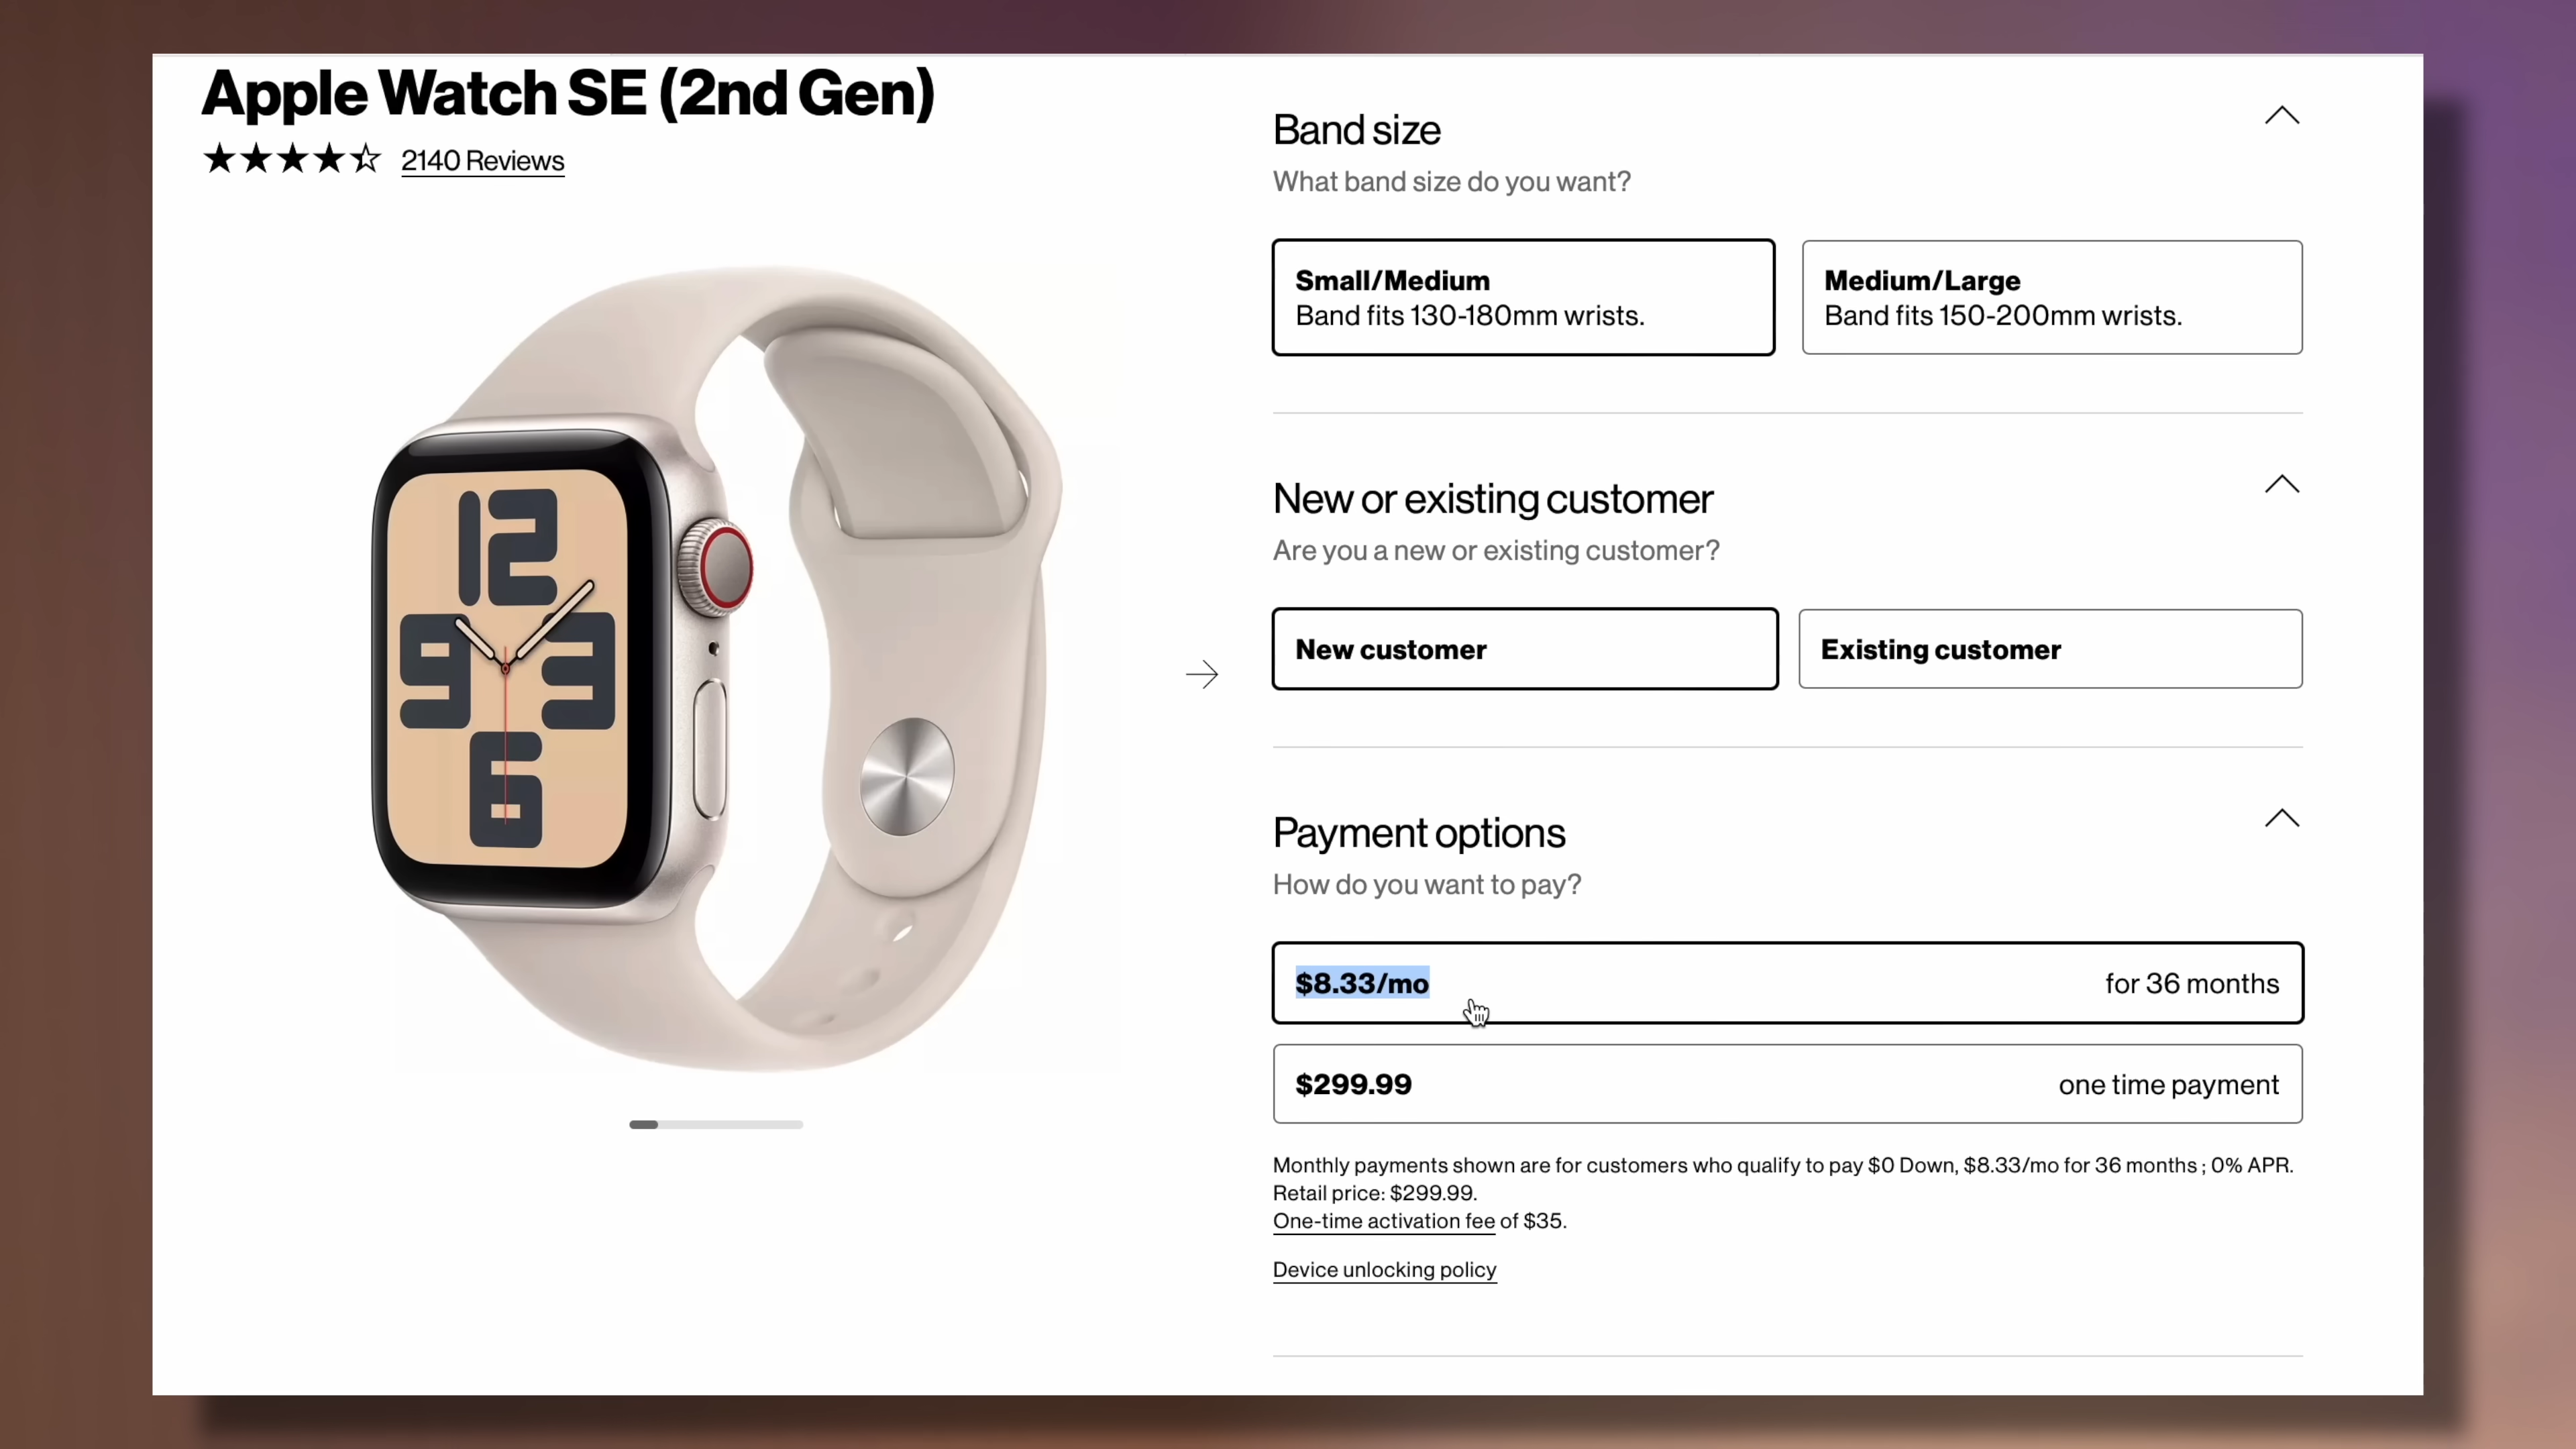 Apple Watch SE (2nd Gen)
2140 Reviews
12
9
3
6
Band size
What band size do you want?
Small/Medium
Band fits 130-180mm wrists.
Medium/Large
Band fits 150-200mm wrists.
New or existing customer
Are you a new or existing customer?
New customer
Existing customer
Payment options
How do you want to pay?
$8.33/mo
for 36 months
$299.99
one time payment
Monthly payments shown are for customers who qualify to pay $0 Down, $8.33/mo for 36 months ; 0% APR.
Retail price: $299.99.
One-time activation fee of $35.
Device unlocking policy